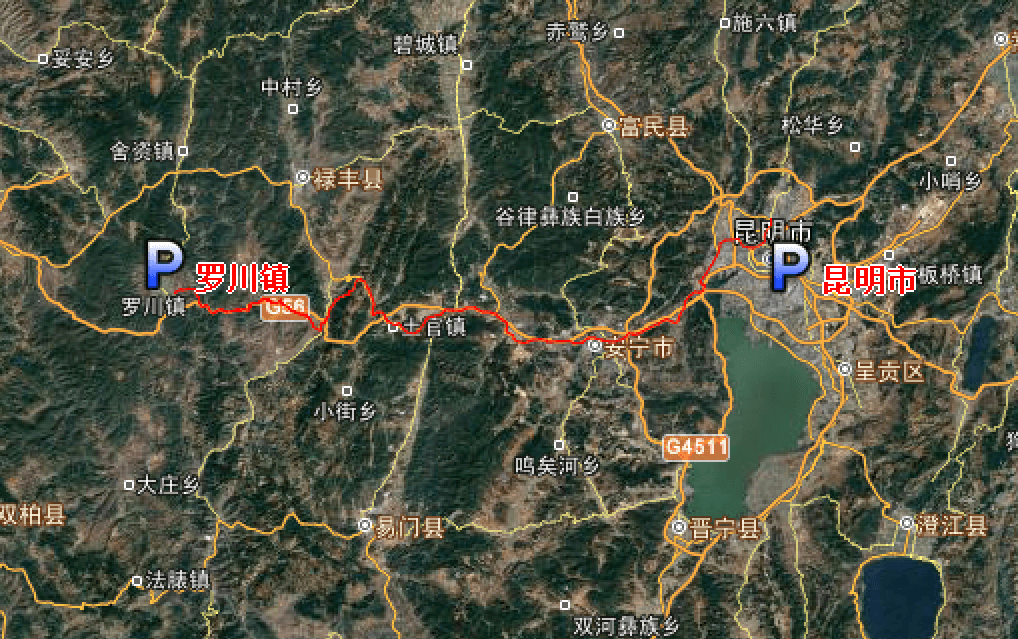 施六镇
赤鹫乡
碧城镇
妥安乡
中村乡
富民县
松华乡
舍资镇
禄丰县
小哨乡
谷律彝族白族乡
昆明市
罗川镇
板桥镇
昆明市
罗川镇
G56
土官镇
安宁市
呈贡区
小街乡
G4511
鸣矣河乡
大庄乡
双柏县
易门县
晋宁县
澄江县
法脿镇
双河彝族乡